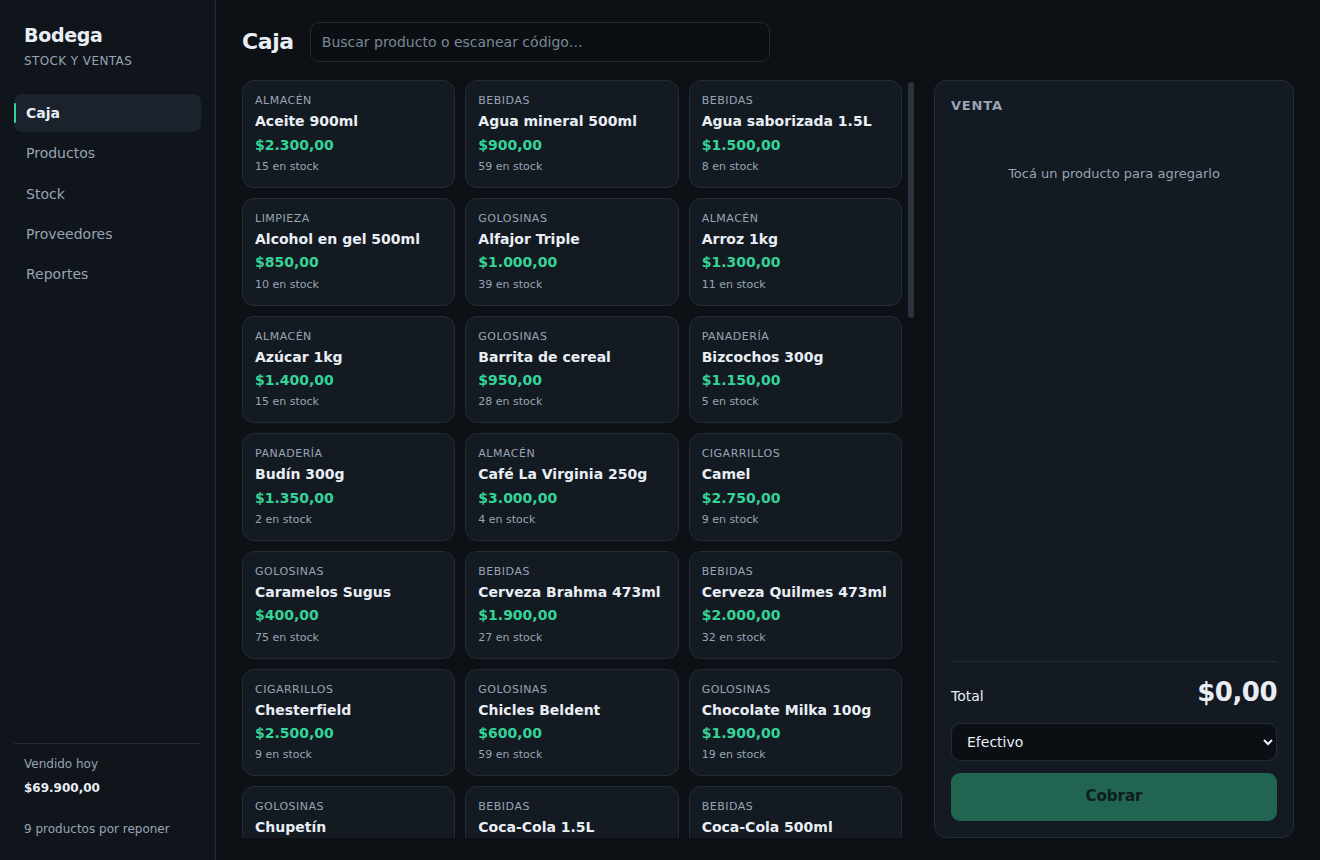 Bodega
STOCK Y VENTAS
Caja
Productos
Stock
Proveedores
Reportes
Vendido hoy
$69.900,00
9 productos por reponer
Caja
Buscar producto o escanear código…
ALMACÉN
Aceite 900ml
$2.300,00
15 en stock
BEBIDAS
Agua mineral 500ml
$900,00
59 en stock
BEBIDAS
Agua saborizada 1.5L
$1.500,00
8 en stock
LIMPIEZA
Alcohol en gel 500ml
$850,00
10 en stock
GOLOSINAS
Alfajor Triple
$1.000,00
39 en stock
ALMACÉN
Arroz 1kg
$1.300,00
11 en stock
ALMACÉN
Azúcar 1kg
$1.400,00
15 en stock
GOLOSINAS
Barrita de cereal
$950,00
28 en stock
PANADERÍA
Bizcochos 300g
$1.150,00
5 en stock
PANADERÍA
Budín 300g
$1.350,00
2 en stock
ALMACÉN
Café La Virginia 250g
$3.000,00
4 en stock
CIGARRILLOS
Camel
$2.750,00
9 en stock
GOLOSINAS
Caramelos Sugus
$400,00
75 en stock
BEBIDAS
Cerveza Brahma 473ml
$1.900,00
27 en stock
BEBIDAS
Cerveza Quilmes 473ml
$2.000,00
32 en stock
CIGARRILLOS
Chesterfield
$2.500,00
9 en stock
GOLOSINAS
Chicles Beldent
$600,00
59 en stock
GOLOSINAS
Chocolate Milka 100g
$1.900,00
19 en stock
GOLOSINAS
Chupetín
BEBIDAS
Coca-Cola 1.5L
BEBIDAS
Coca-Cola 500ml
VENTA
Tocá un producto para agregarlo
Total
$0,00
Efectivo
Cobrar